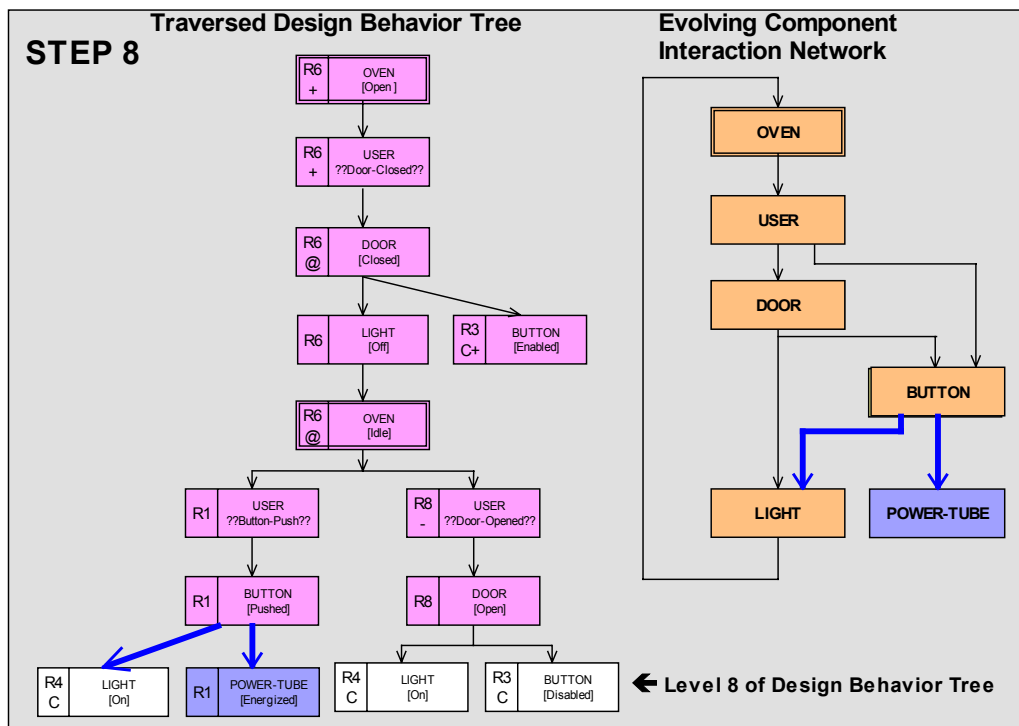 Traversed Design Behavior Tree
STEP 8
R6
+
OVEN
[Open ]
R6
+
USER
??Door-Closed??
R6
@
DOOR
[Closed]
R6
LIGHT
[Off]
R3
C+
BUTTON
[Enabled]
R6
@
OVEN
[Idle]
R1
USER
??Button-Push??
R8
-
USER
??Door-Opened??
R1
BUTTON
[Pushed]
R8
DOOR
[Open]
R4
C
LIGHT
[On]
R1
POWER-TUBE
[Energized]
R4
C
LIGHT
[On]
R3
C
BUTTON
[Disabled]
Level 8 of Design Behavior Tree
Evolving Component
Interaction Network
OVEN
USER
DOOR
BUTTON
LIGHT
POWER-TUBE